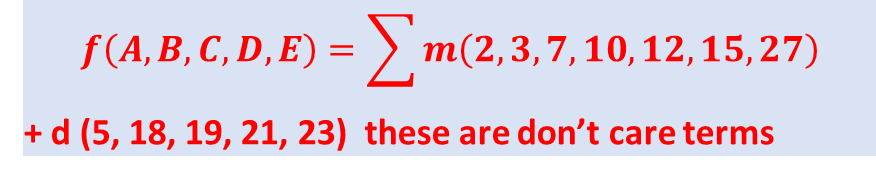 f(A, B, C, D, E) = ∑ m(2, 3, 7, 10, 12, 15, 27)
+ d (5, 18, 19, 21, 23) these are don’t care terms